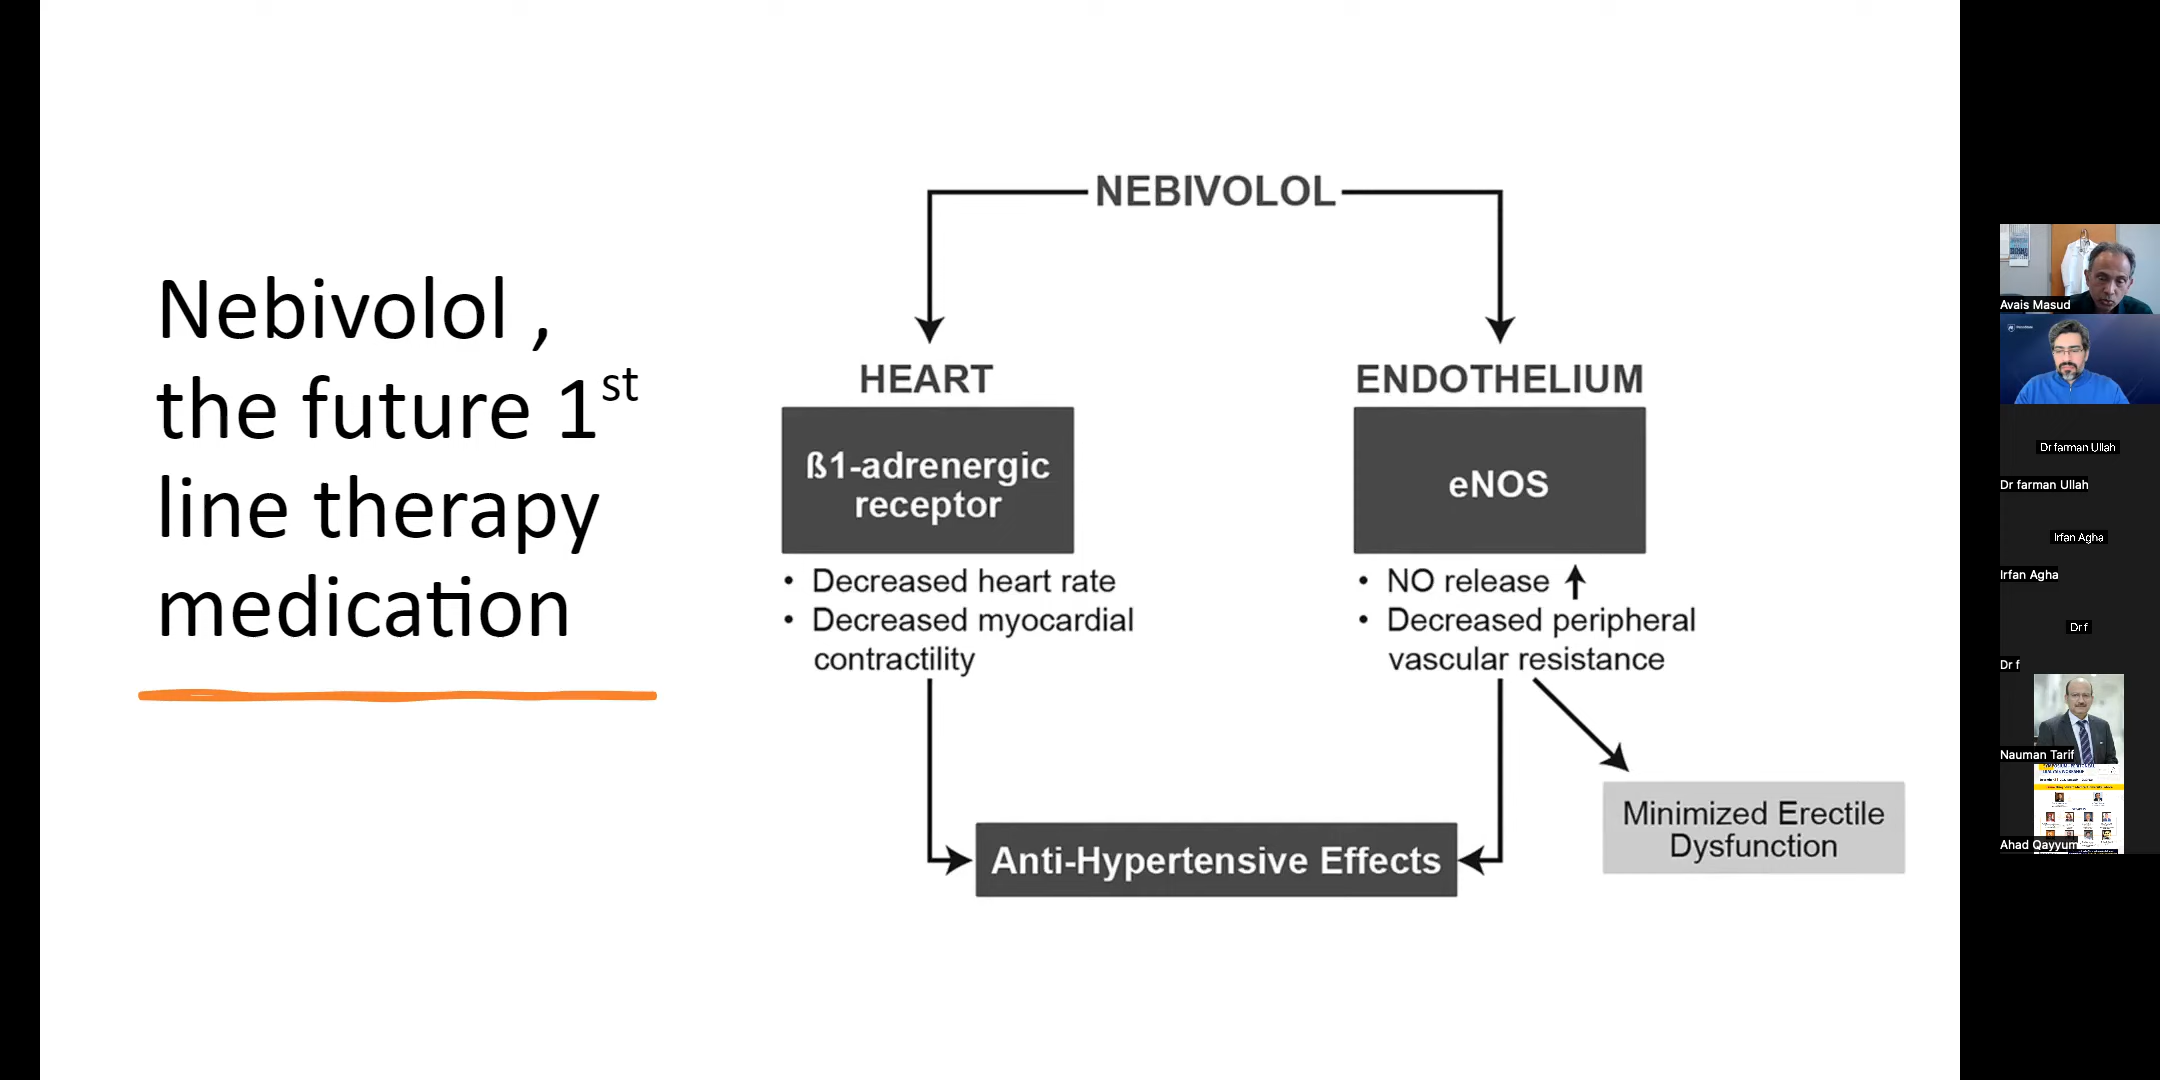 Nebivolol ,
the future 1st
line therapy
medication
NEBIVOLOL
HEART
ß1-adrenergic
receptor
• Decreased heart rate
• Decreased myocardial
contractility
ENDOTHELIUM
eNOS
• NO release ↑
• Decreased peripheral
vascular resistance
Anti-Hypertensive Effects
Minimized Erectile
Dysfunction
Avais Masud
Dr farman Ullah
Dr farman Ullah
Irfan Agha
Irfan Agha
Dr f
Dr f
Nauman Tarif
Ahad Qayyum